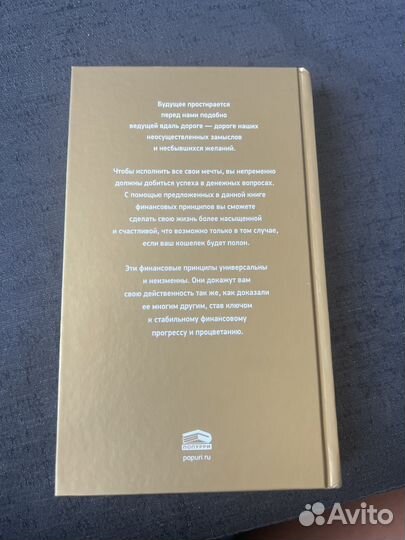 Будущее простирается
перед нами подобно
ведущей вдаль дороге — дороге наших
неосуществленных замыслов
и несбывшихся желаний.
Чтобы исполнить все свои мечты, вы непременно
должны добиться успеха в денежных вопросах.
С помощью предложенных в данной книге
финансовых принципов вы сможете
сделать свою жизнь более насыщенной
и счастливой, что возможно только в том случае,
если ваш кошелек будет полон.
Эти финансовые принципы универсальны
и неизменны. Они докажут вам
свою действенность так же, как доказали
ее многим другим, став ключом
к стабильному финансовому
прогрессу и процветанию.
ПОПУРРИ
popuri.ru
Avito